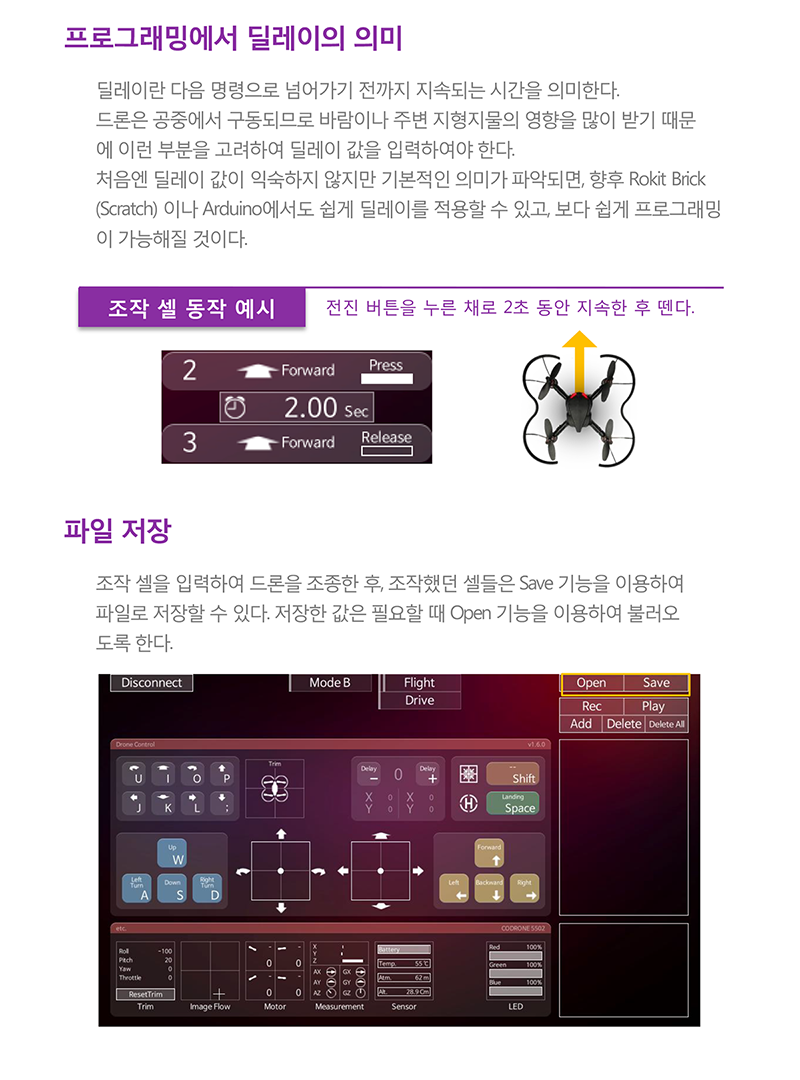 프로그래밍에서 딜레이의 의미
딜레이란 다음 명령으로 넘어가기 전까지 지속되는 시간을 의미한다.
드론은 공중에서 구동되므로 바람이나 주변 지형지물의 영향을 많이 받기 때문
에 이런 부분을 고려하여 딜레이 값을 입력하여야 한다.
처음엔 딜레이 값이 익숙하지 않지만 기본적인 의미가 파악되면, 향후 Rokit Brick
(Scratch) 이나 Arduino에서도 쉽게 딜레이를 적용할 수 있고, 보다 쉽게 프로그래밍
이 가능해질 것이다.
조작 셀 동작 예시
전진 버튼을 누른 채로 2초 동안 지속한 후 뗀다.
2 Forward Press
2.00 Sec
3 Forward Release
파일 저장
조작 셀을 입력하여 드론을 조종한 후, 조작했던 셀들은 Save 기능을 이용하여
파일로 저장할 수 있다. 저장한 값은 필요할 때 Open 기능을 이용하여 불러오
도록 한다.
Disconnect Mode B Flight Open Save
Drive
Rec Play
Add Delete Delete All
Drone Control v1.6.0
U I O P
J K L ;
Trim
Delay − 0 Delay +
X 0 X 0
Y 0 Y 0
-- Shift
H Landing Space
Up W
Left Turn A Down S Right Turn D
Forward
Left Backward Right
etc. CODRONE 5502
Roll -100
Pitch 20
Yaw 0
Throttle 0
ResetTrim
Trim
Image Flow
- -
0 0
- -
0 0
Motor
X
Y
Z
AX GX
AY GY
AZ GZ
Measurement
Battery
Temp. 55 ℃
Atm. 62 m
Alt. 28.9 Cm
Sensor
Red 100%
Green 100%
Blue 100%
LED